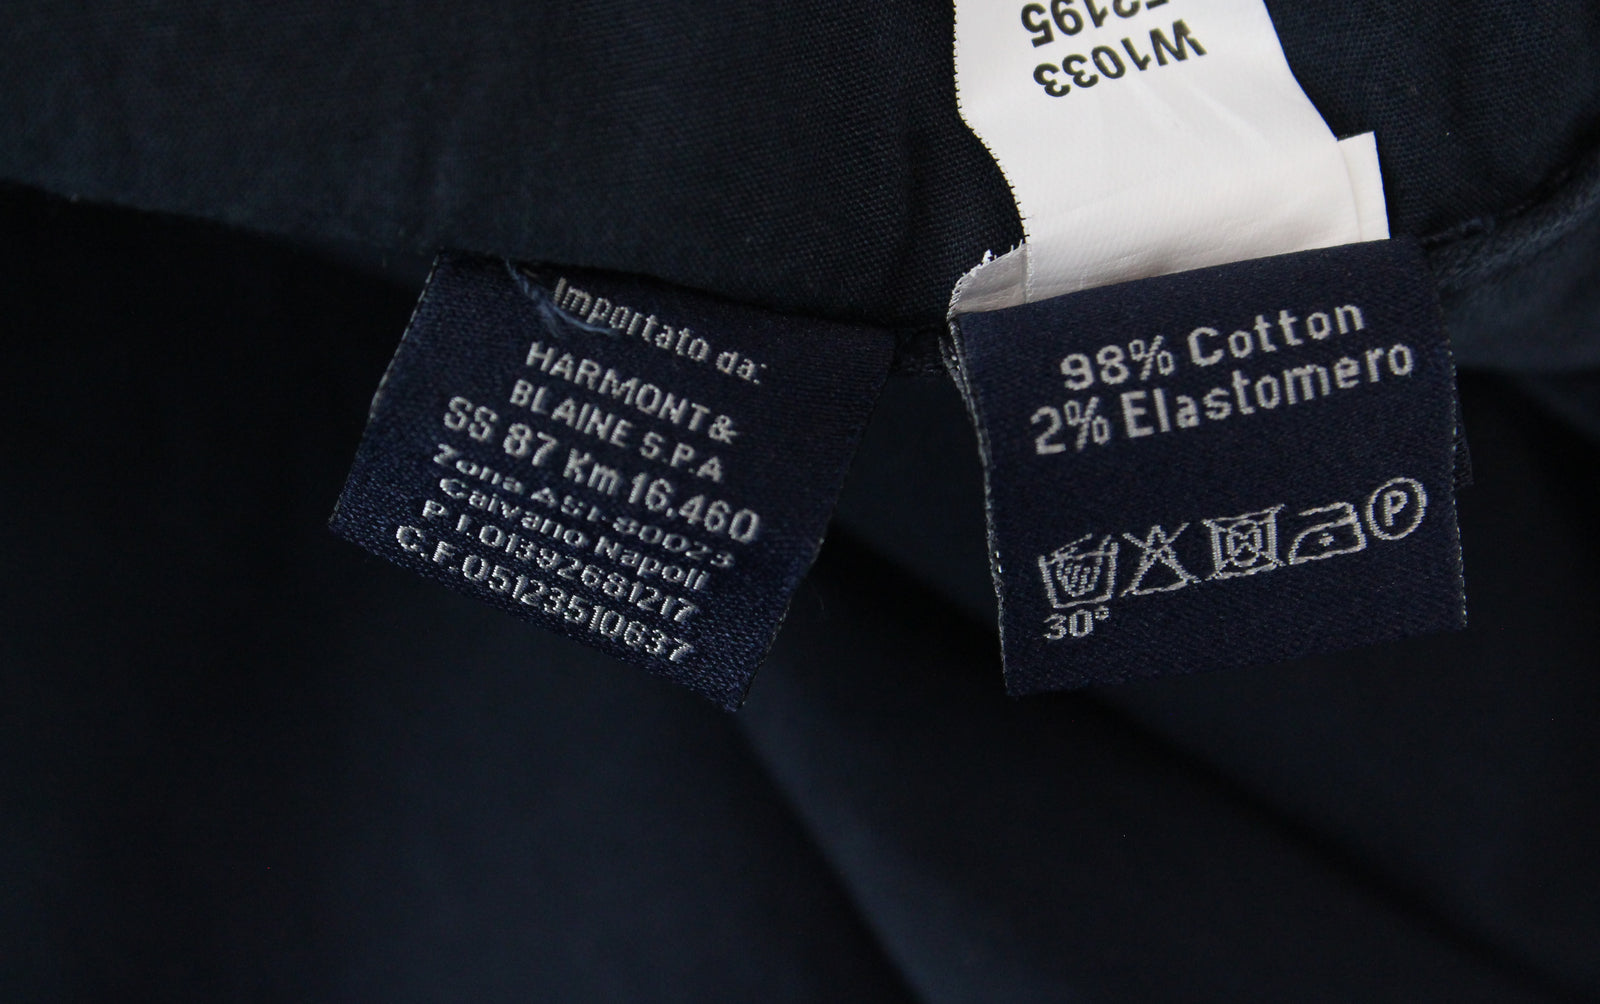 W1033
52195
Importato da:
HARMONT&
BLAINE S.P.A
SS 87 Km 16,460
Zona ASI-80023
Caivano Napoli
P.I.01392681217
C.F.05123510637
98% Cotton
2% Elastomero
P
30°